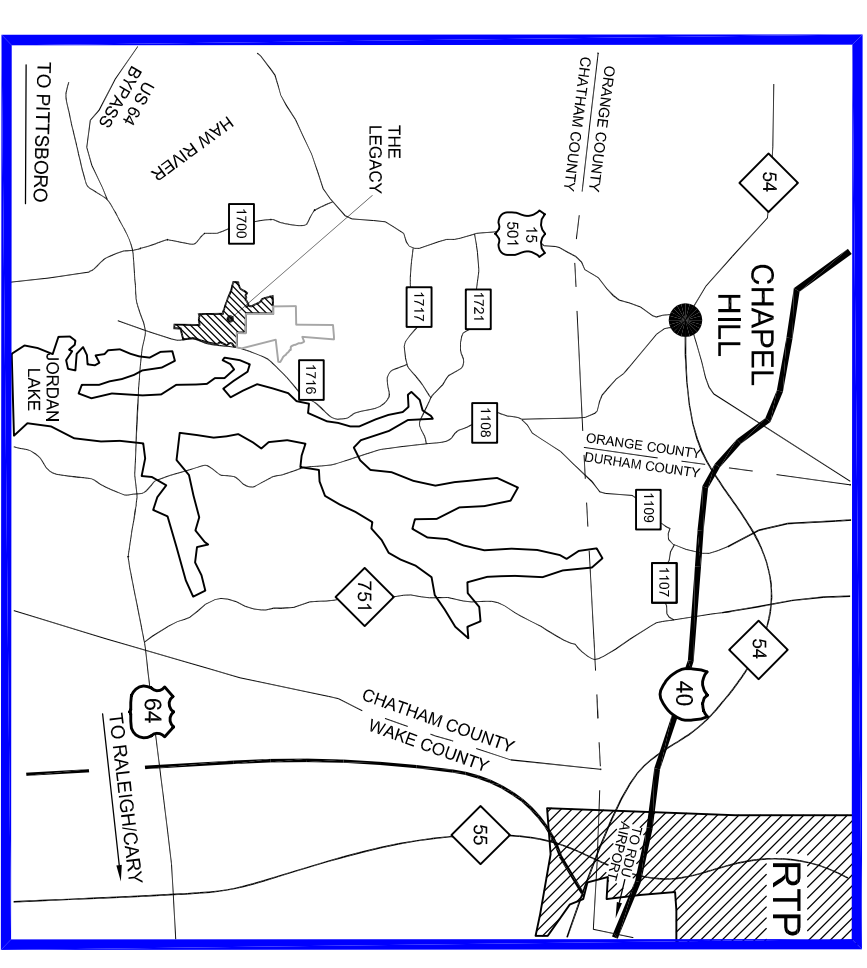 54
CHAPEL
HILL
RTP
54
40
TO RDU
AIRPORT
1107
1109
ORANGE COUNTY
CHATHAM COUNTY
ORANGE COUNTY
DURHAM COUNTY
15
501
1108
1721
55
1717
CHATHAM COUNTY
WAKE COUNTY
THE
LEGACY
751
1716
1700
HAW RIVER
US 64
BYPASS
64
TO RALEIGH/CARY
JORDAN
LAKE
TO PITTSBORO